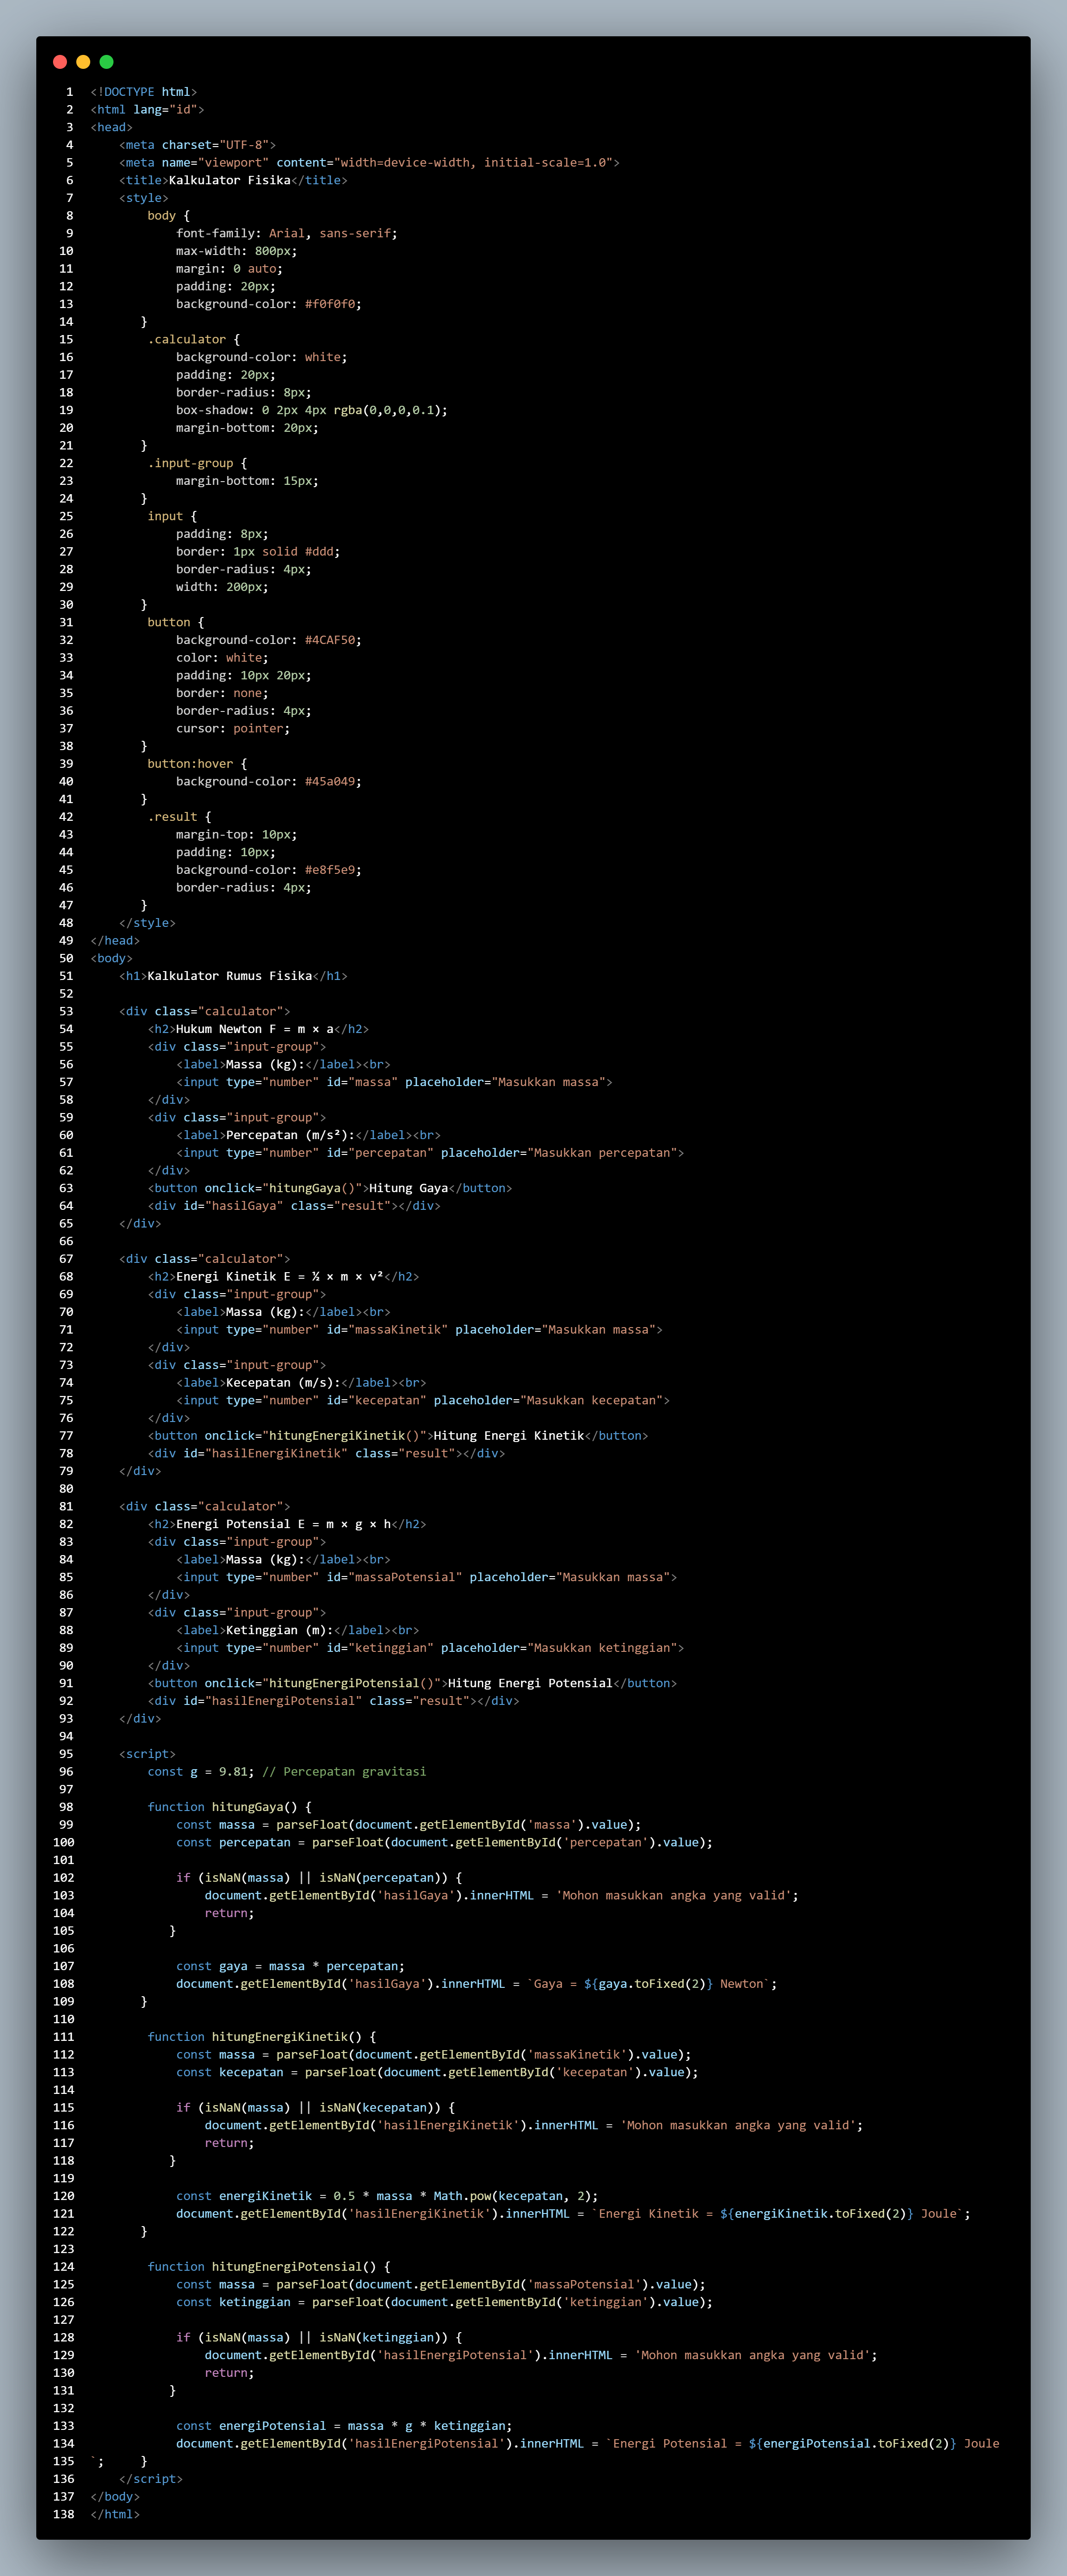 1 <!DOCTYPE html>
2 <html lang="id">
3 <head>
4     <meta charset="UTF-8">
5     <meta name="viewport" content="width=device-width, initial-scale=1.0">
6     <title>Kalkulator Fisika</title>
7     <style>
8         body {
9             font-family: Arial, sans-serif;
10             max-width: 800px;
11             margin: 0 auto;
12             padding: 20px;
13             background-color: #f0f0f0;
14        }
15         .calculator {
16             background-color: white;
17             padding: 20px;
18             border-radius: 8px;
19             box-shadow: 0 2px 4px rgba(0,0,0,0.1);
20             margin-bottom: 20px;
21        }
22         .input-group {
23             margin-bottom: 15px;
24        }
25         input {
26             padding: 8px;
27             border: 1px solid #ddd;
28             border-radius: 4px;
29             width: 200px;
30        }
31         button {
32             background-color: #4CAF50;
33             color: white;
34             padding: 10px 20px;
35             border: none;
36             border-radius: 4px;
37             cursor: pointer;
38        }
39         button:hover {
40             background-color: #45a049;
41        }
42         .result {
43             margin-top: 10px;
44             padding: 10px;
45             background-color: #e8f5e9;
46             border-radius: 4px;
47        }
48     </style>
49 </head>
50 <body>
51     <h1>Kalkulator Rumus Fisika</h1>
52
53     <div class="calculator">
54         <h2>Hukum Newton F = m × a</h2>
55         <div class="input-group">
56             <label>Massa (kg):</label><br>
57             <input type="number" id="massa" placeholder="Masukkan massa">
58         </div>
59         <div class="input-group">
60             <label>Percepatan (m/s²):</label><br>
61             <input type="number" id="percepatan" placeholder="Masukkan percepatan">
62         </div>
63         <button onclick="hitungGaya()">Hitung Gaya</button>
64         <div id="hasilGaya" class="result"></div>
65     </div>
66
67     <div class="calculator">
68         <h2>Energi Kinetik E = ½ × m × v²</h2>
69         <div class="input-group">
70             <label>Massa (kg):</label><br>
71             <input type="number" id="massaKinetik" placeholder="Masukkan massa">
72         </div>
73         <div class="input-group">
74             <label>Kecepatan (m/s):</label><br>
75             <input type="number" id="kecepatan" placeholder="Masukkan kecepatan">
76         </div>
77         <button onclick="hitungEnergiKinetik()">Hitung Energi Kinetik</button>
78         <div id="hasilEnergiKinetik" class="result"></div>
79     </div>
80
81     <div class="calculator">
82         <h2>Energi Potensial E = m × g × h</h2>
83         <div class="input-group">
84             <label>Massa (kg):</label><br>
85             <input type="number" id="massaPotensial" placeholder="Masukkan massa">
86         </div>
87         <div class="input-group">
88             <label>Ketinggian (m):</label><br>
89             <input type="number" id="ketinggian" placeholder="Masukkan ketinggian">
90         </div>
91         <button onclick="hitungEnergiPotensial()">Hitung Energi Potensial</button>
92         <div id="hasilEnergiPotensial" class="result"></div>
93     </div>
94
95     <script>
96         const g = 9.81; // Percepatan gravitasi
97
98         function hitungGaya() {
99             const massa = parseFloat(document.getElementById('massa').value);
100             const percepatan = parseFloat(document.getElementById('percepatan').value);
101
102             if (isNaN(massa) || isNaN(percepatan)) {
103                 document.getElementById('hasilGaya').innerHTML = 'Mohon masukkan angka yang valid';
104                 return;
105            }
106
107             const gaya = massa * percepatan;
108             document.getElementById('hasilGaya').innerHTML = `Gaya = ${gaya.toFixed(2)} Newton`;
109        }
110
111         function hitungEnergiKinetik() {
112             const massa = parseFloat(document.getElementById('massaKinetik').value);
113             const kecepatan = parseFloat(document.getElementById('kecepatan').value);
114
115             if (isNaN(massa) || isNaN(kecepatan)) {
116                 document.getElementById('hasilEnergiKinetik').innerHTML = 'Mohon masukkan angka yang valid';
117                 return;
118            }
119
120             const energiKinetik = 0.5 * massa * Math.pow(kecepatan, 2);
121             document.getElementById('hasilEnergiKinetik').innerHTML = `Energi Kinetik = ${energiKinetik.toFixed(2)} Joule`;
122        }
123
124         function hitungEnergiPotensial() {
125             const massa = parseFloat(document.getElementById('massaPotensial').value);
126             const ketinggian = parseFloat(document.getElementById('ketinggian').value);
127
128             if (isNaN(massa) || isNaN(ketinggian)) {
129                 document.getElementById('hasilEnergiPotensial').innerHTML = 'Mohon masukkan angka yang valid';
130                 return;
131            }
132
133             const energiPotensial = massa * g * ketinggian;
134             document.getElementById('hasilEnergiPotensial').innerHTML = `Energi Potensial = ${energiPotensial.toFixed(2)} Joule
135 `;     }
136     </script>
137 </body>
138 </html>